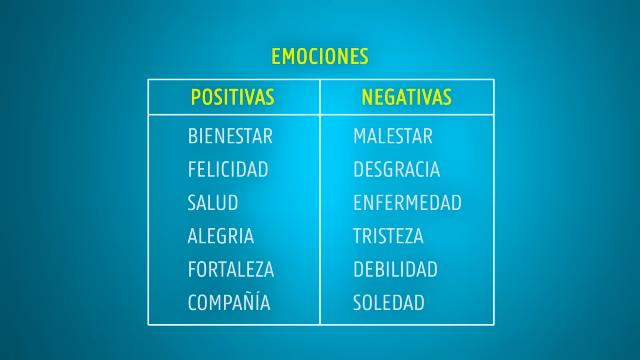 EMOCIONES
POSITIVAS NEGATIVAS
BIENESTAR MALESTAR
FELICIDAD DESGRACIA
SALUD ENFERMEDAD
ALEGRIA TRISTEZA
FORTALEZA DEBILIDAD
COMPAÑÍA SOLEDAD